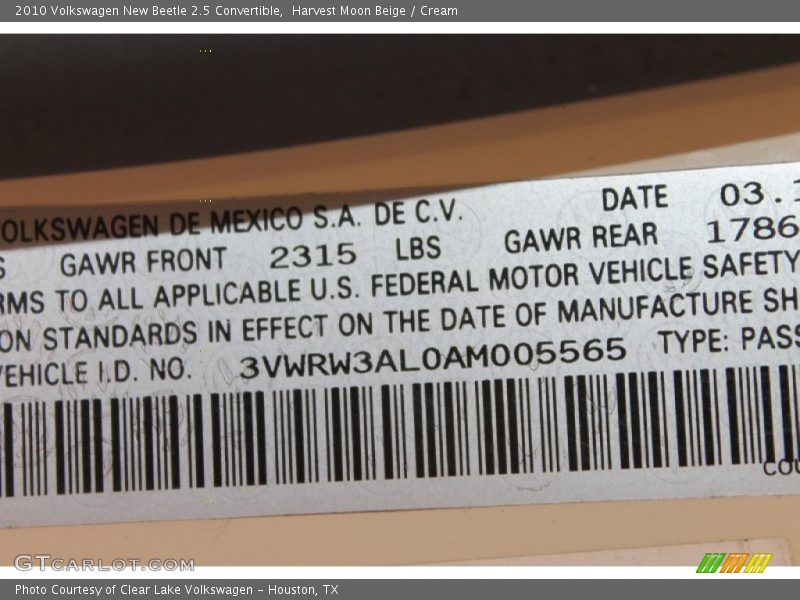 2010 Volkswagen New Beetle 2.5 Convertible,  Harvest Moon Beige / Cream
OLKSWAGEN DE MEXICO S.A. DE C.V. DATE 03.1
S GAWR FRONT 2315 LBS GAWR REAR 1786
RMS TO ALL APPLICABLE U.S. FEDERAL MOTOR VEHICLE SAFETY
ON STANDARDS IN EFFECT ON THE DATE OF MANUFACTURE SH
VEHICLE I.D. NO. 3VWRW3AL0AM005565 TYPE: PASS
COU
GTCARLOT.COM
Photo Courtesy of Clear Lake Volkswagen – Houston, TX